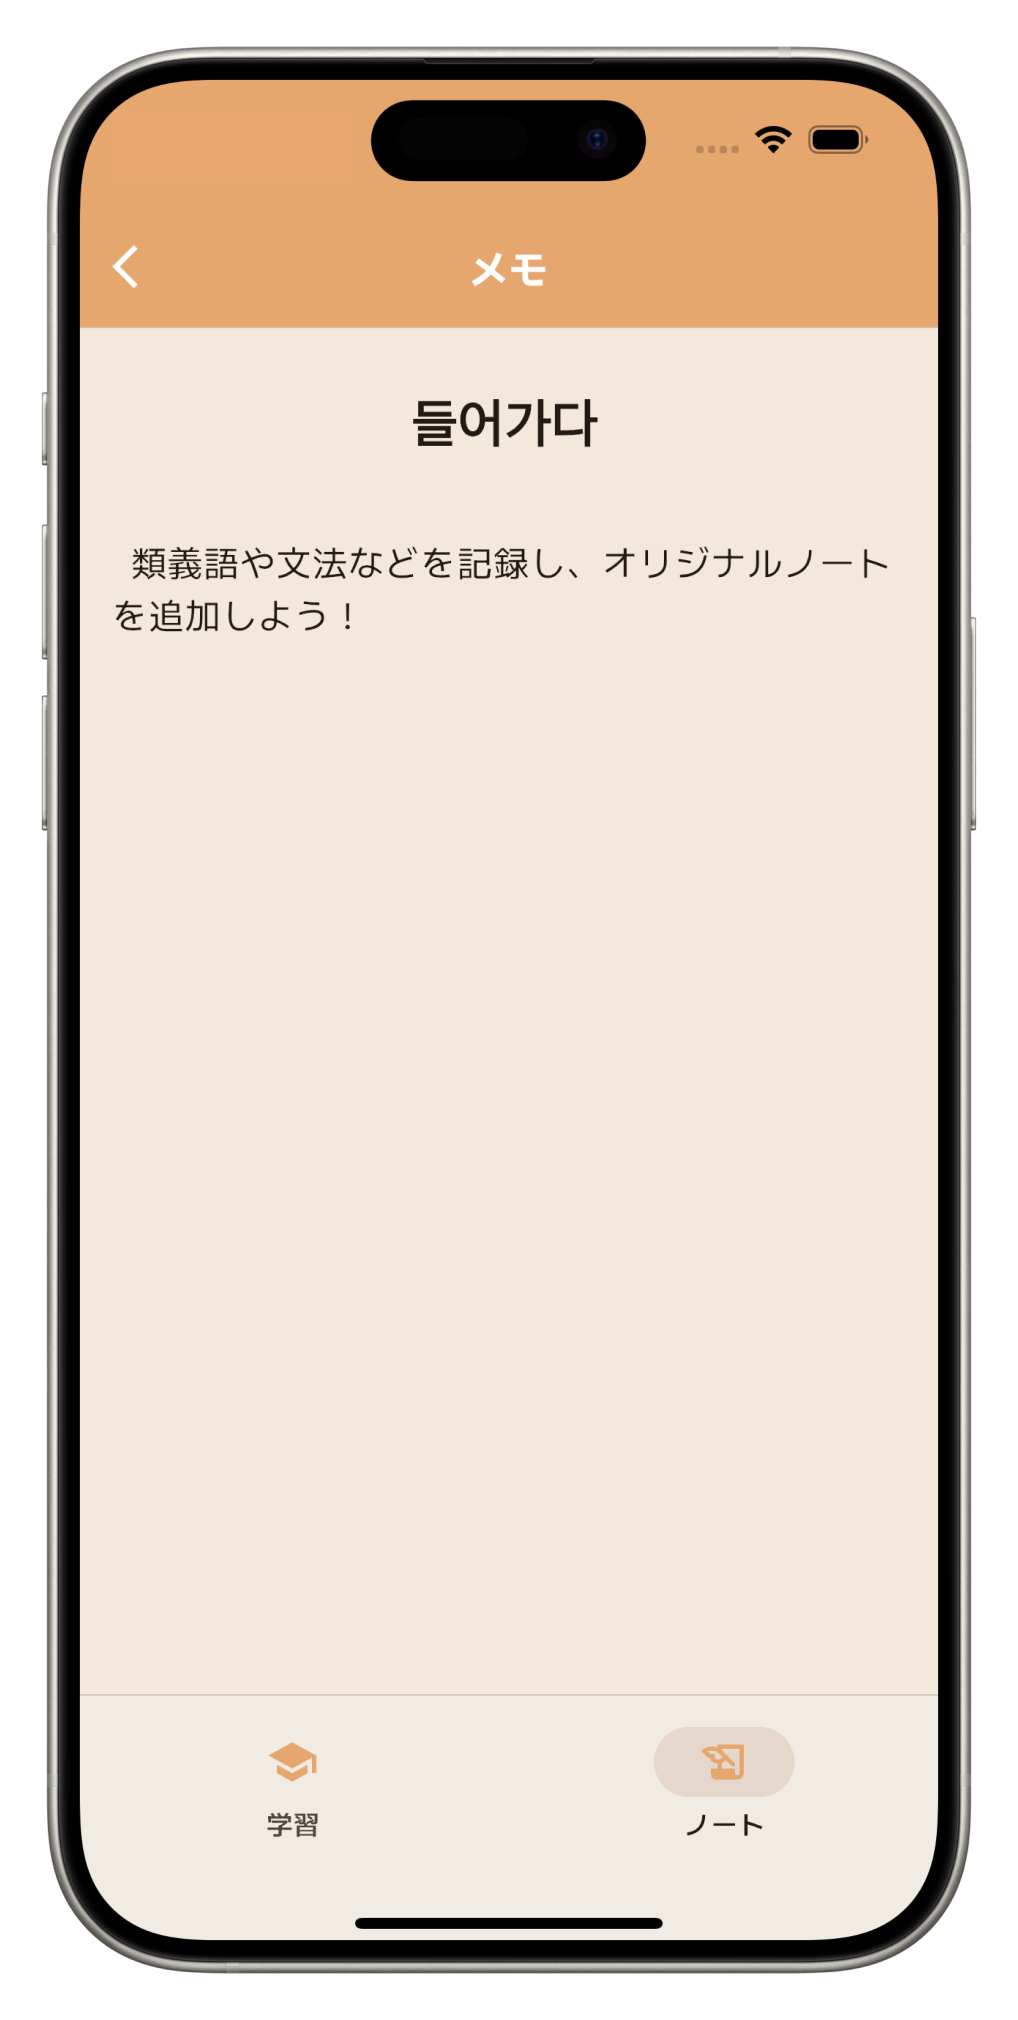 メモ
들어가다
類義語や文法などを記録し、オリジナルノート
を追加しよう！
学習
ノート